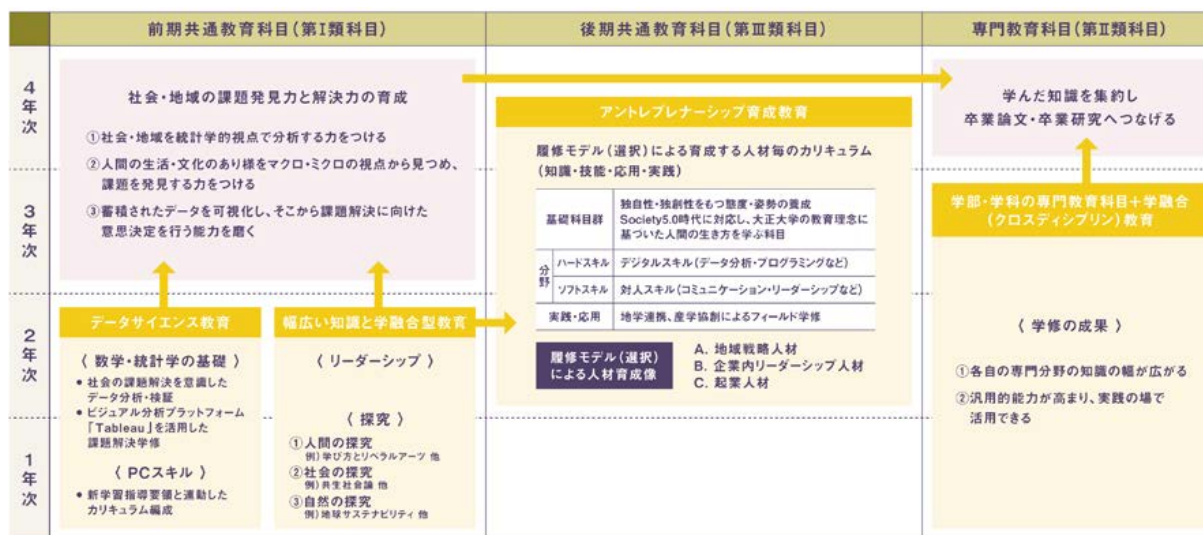 前期共通教育科目(第Ⅰ類科目)
後期共通教育科目(第Ⅲ類科目)
専門教育科目(第Ⅱ類科目)
4年次
3年次
2年次
1年次
社会・地域の課題発見力と解決力の育成
①社会・地域を統計学的視点で分析する力をつける
②人間の生活・文化のあり様をマクロ・ミクロの視点から見つめ、
課題を発見する力をつける
③蓄積されたデータを可視化し、そこから課題解決に向けた
意思決定を行う能力を磨く
データサイエンス教育
〈 数学・統計学の基礎 〉
● 社会の課題解決を意識した
データ分析・検証
● ビジュアル分析プラットフォーム
「Tableau」を活用した
課題解決学修
〈 PCスキル 〉
● 新学習指導要領と連動した
カリキュラム編成
幅広い知識と学融合型教育
〈 リーダーシップ 〉
〈 探究 〉
①人間の探究
例)学び方とリベラルアーツ 他
②社会の探究
例)共生社会論 他
③自然の探究
例)地球サステナビリティ 他
アントレプレナーシップ育成教育
履修モデル(選択)による育成する人材毎のカリキュラム
(知識・技能・応用・実践)
基礎科目群
独自性・独創性をもつ態度・姿勢の養成
Society5.0時代に対応し、大正大学の教育理念に
基づいた人間の生き方を学ぶ科目
分野
ハードスキル
デジタルスキル(データ分析・プログラミングなど)
ソフトスキル
対人スキル(コミュニケーション・リーダーシップなど)
実践・応用
地学連携、産学協創によるフィールド学修
履修モデル(選択)
による人材育成像
A. 地域戦略人材
B. 企業内リーダーシップ人材
C. 起業人材
学んだ知識を集約し
卒業論文・卒業研究へつなげる
学部・学科の専門教育科目+学融合
(クロスディシプリン)教育
〈 学修の成果 〉
①各自の専門分野の知識の幅が広がる
②汎用的能力が高まり、実践の場で
活用できる